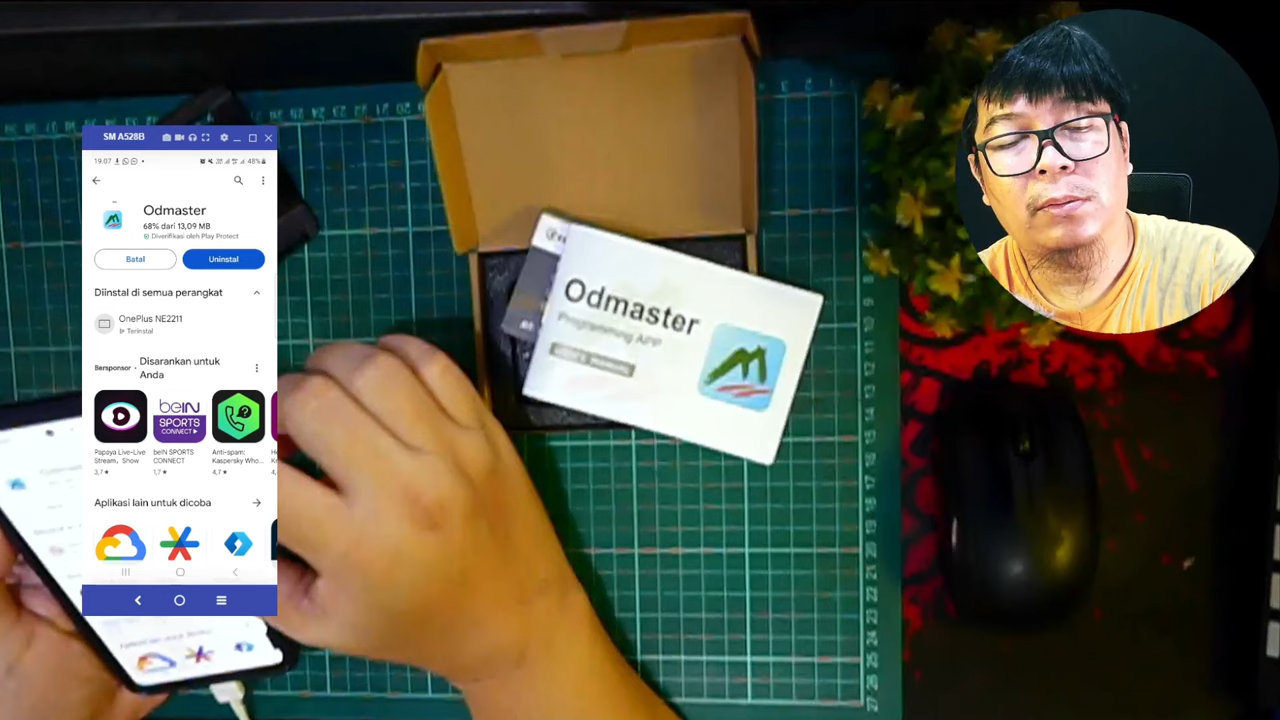 SM A528B
19.07
48%
Odmaster
68% dari 13,09 MB
Diverifikasi oleh Play Protect
Batal
Uninstal
Diinstal di semua perangkat
OnePlus NE2211
Terinstal
Bersponsor •
Disarankan untuk
Anda
Papaya Live-Live
Stream, Show
3,7★
beIN
SPORTS
CONNECT
beIN SPORTS
CONNECT
1,7★
Anti-spam:
Kaspersky Who...
4,7★
Aplikasi lain untuk dicoba
Odmaster
Programming APP
USER'S MANUAL